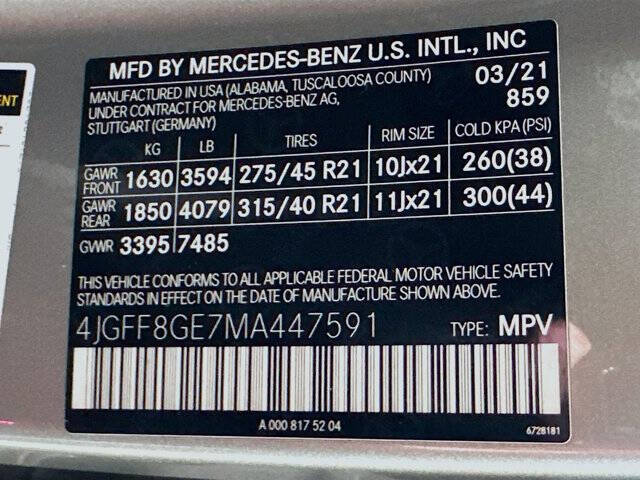 MFD BY MERCEDES-BENZ U.S. INTL., INC
MANUFACTURED IN USA (ALABAMA, TUSCALOOSA COUNTY) 03/21
UNDER CONTRACT FOR MERCEDES-BENZ AG, 859
STUTTGART (GERMANY)
KG LB TIRES RIM SIZE COLD KPA (PSI)
GAWR FRONT 1630 3594 275/45 R21 10Jx21 260(38)
GAWR REAR 1850 4079 315/40 R21 11Jx21 300(44)
GVWR 3395 7485
THIS VEHICLE CONFORMS TO ALL APPLICABLE FEDERAL MOTOR VEHICLE SAFETY
STANDARDS IN EFFECT ON THE DATE OF MANUFACTURE SHOWN ABOVE.
4JGFF8GE7MA447591 TYPE: MPV
A 000 817 52 04
6728181